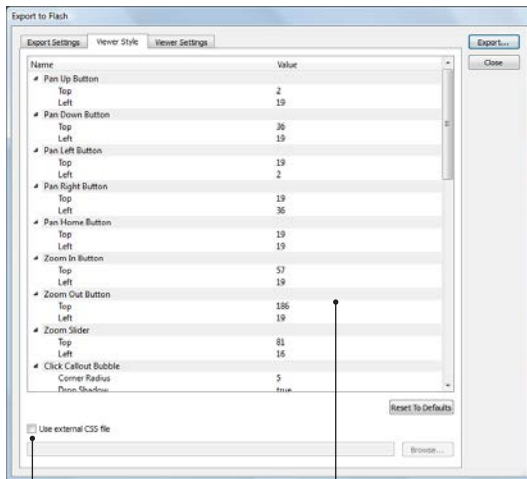 Export to Flash
Export Settings Viewer Style Viewer Settings
Export...
Close
Name Value
Pan Up Button
Top 2
Left 19
Pan Down Button
Top 36
Left 19
Pan Left Button
Top 19
Left 2
Pan Right Button
Top 19
Left 36
Pan Home Button
Top 19
Left 19
Zoom In Button
Top 57
Left 19
Zoom Out Button
Top 186
Left 19
Zoom Slider
Top 81
Left 16
Click Callout Bubble
Corner Radius 5
Drop Shadow true
Reset To Defaults
Use external CSS file
Browse...